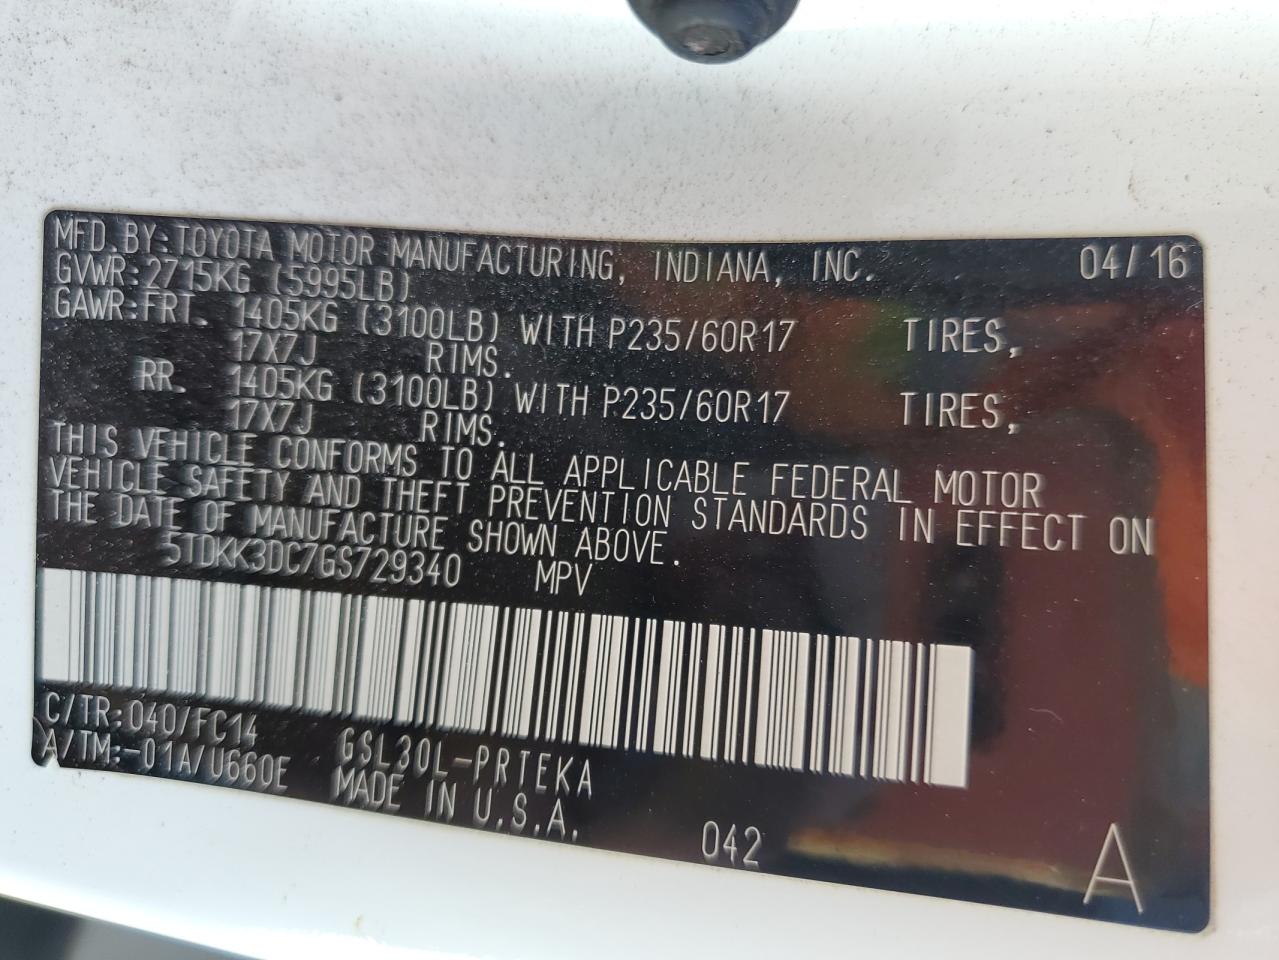 MFD. BY: TOYOTA MOTOR MANUFACTURING, INDIANA, INC. 04/16
GVWR: 2715KG (5995LB)
GAWR: FRT. 1405KG (3100LB) WITH P235/60R17 TIRES,
17X7J RIMS.
RR. 1405KG (3100LB) WITH P235/60R17 TIRES,
17X7J RIMS.
THIS VEHICLE CONFORMS TO ALL APPLICABLE FEDERAL MOTOR
VEHICLE SAFETY AND THEFT PREVENTION STANDARDS IN EFFECT ON
THE DATE OF MANUFACTURE SHOWN ABOVE.
5TDKK3DC7GS729340 MPV
C/TR: 040/FC14 GSL30L-PRTEKA
A/TM: -01A/U660E MADE IN U.S.A.
042 A